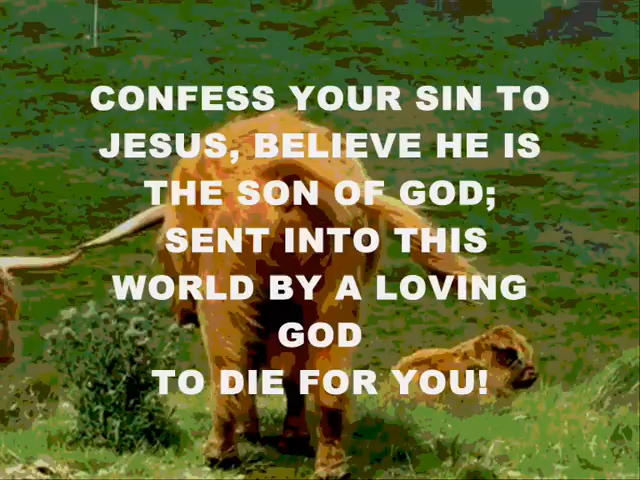 CONFESS YOUR SIN TO
JESUS, BELIEVE HE IS
THE SON OF GOD;
SENT INTO THIS
WORLD BY A LOVING
GOD
TO DIE FOR YOU!